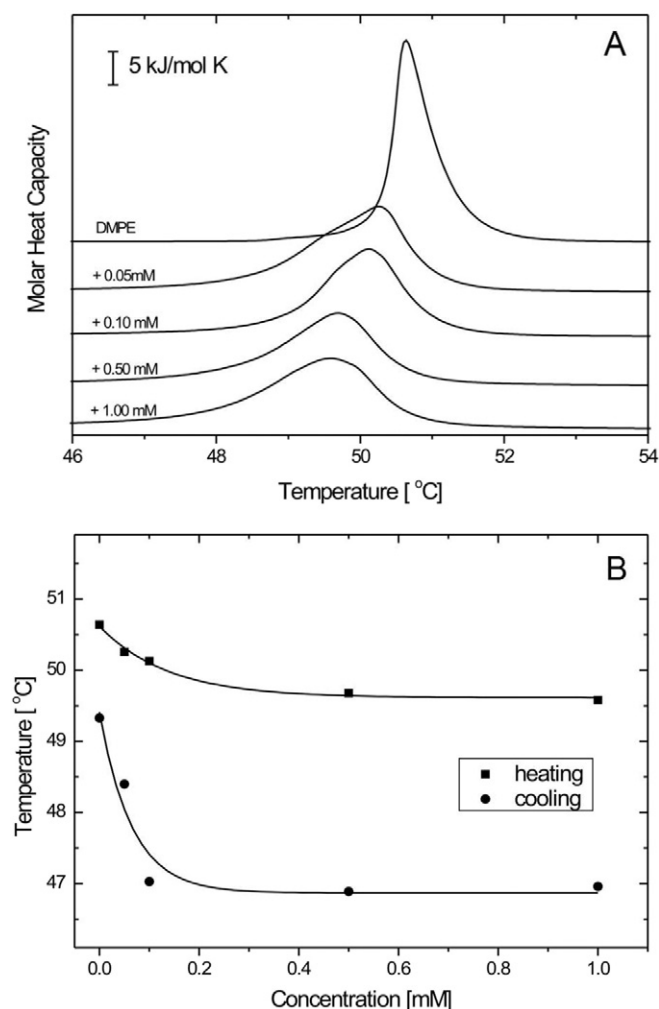 A
5 kJ/mol K
Molar Heat Capacity
DMPE
+ 0.05mM
+ 0.10 mM
+ 0.50 mM
+ 1.00 mM
46 48 50 52 54
Temperature [ °C]
B
51
50
49
48
47
Temperature [ °C]
heating
cooling
0.0 0.2 0.4 0.6 0.8 1.0
Concentration [mM]